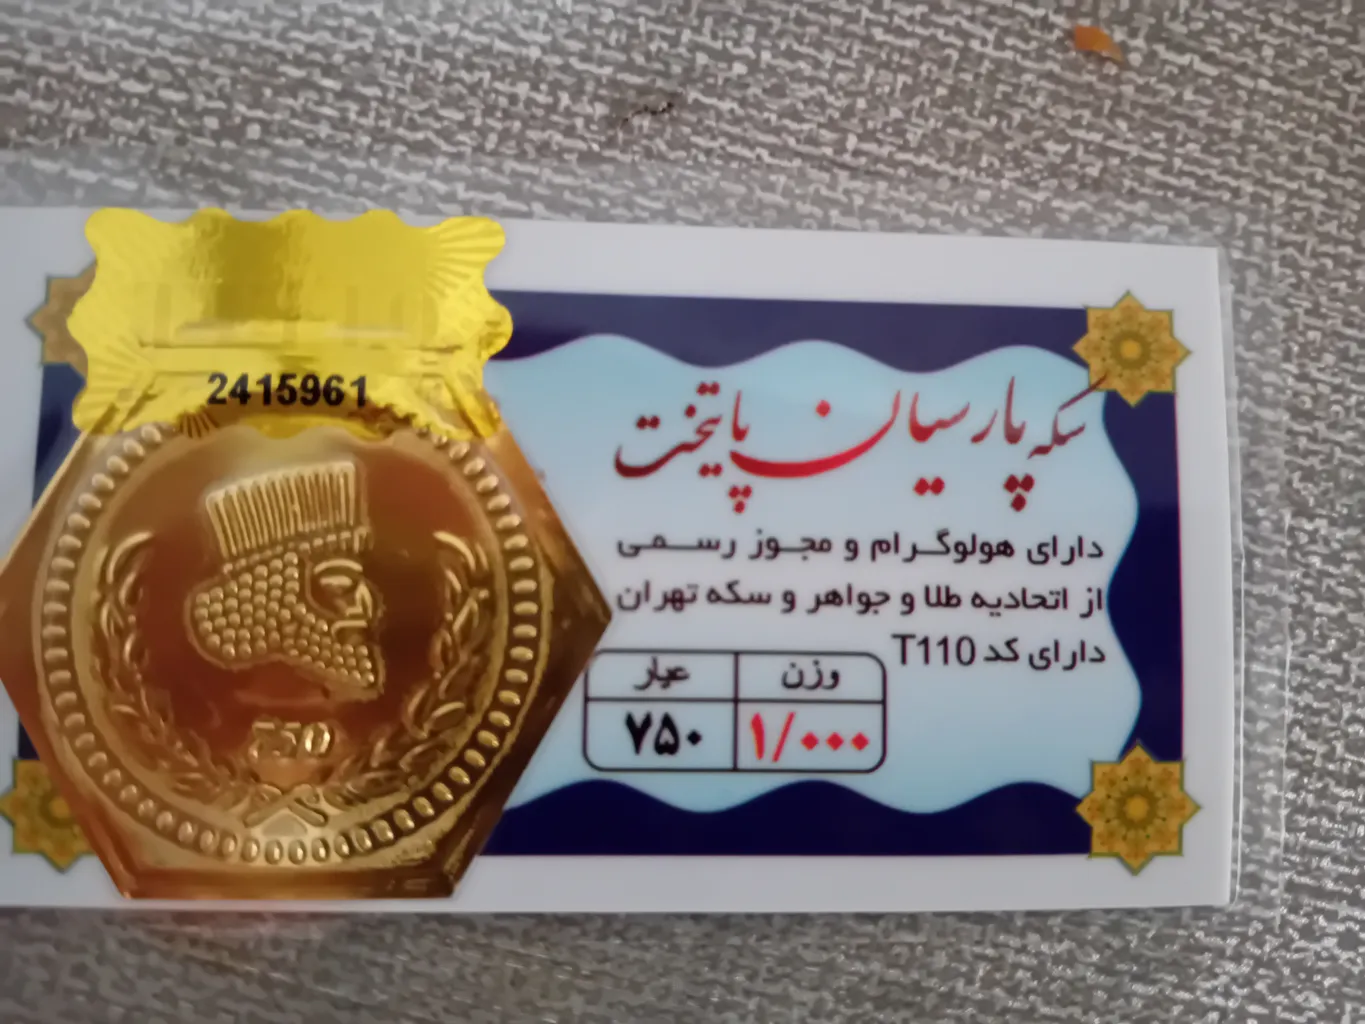 2415961
سکه پارسیان پایتخت
دارای هولوگرام و مجوز رسمی
از اتحادیه طلا و جواهر و سکه تهران
دارای کد T110
وزن عیار
۱/۰۰۰ ۷۵۰
750